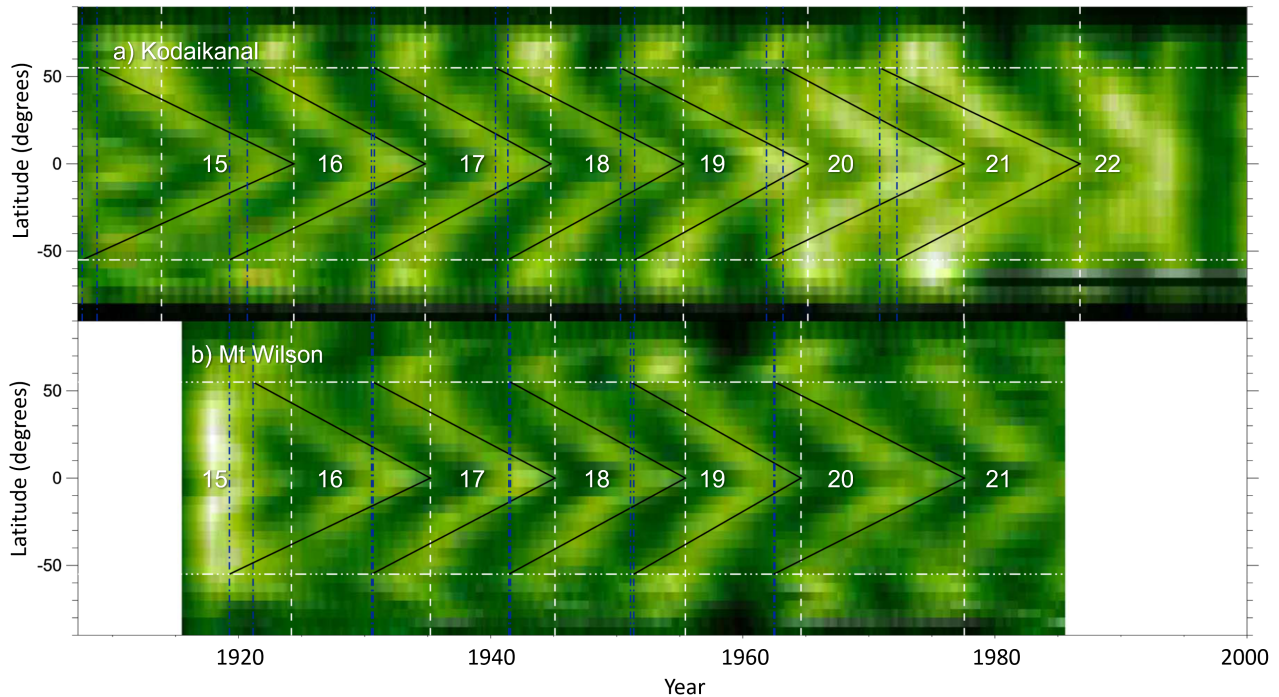 a) Kodaikanal
50
0
-50
Latitude (degrees)
15 16 17 18 19 20 21 22
b) Mt Wilson
50
0
-50
Latitude (degrees)
15 16 17 18 19 20 21
1920 1940 1960 1980 2000
Year